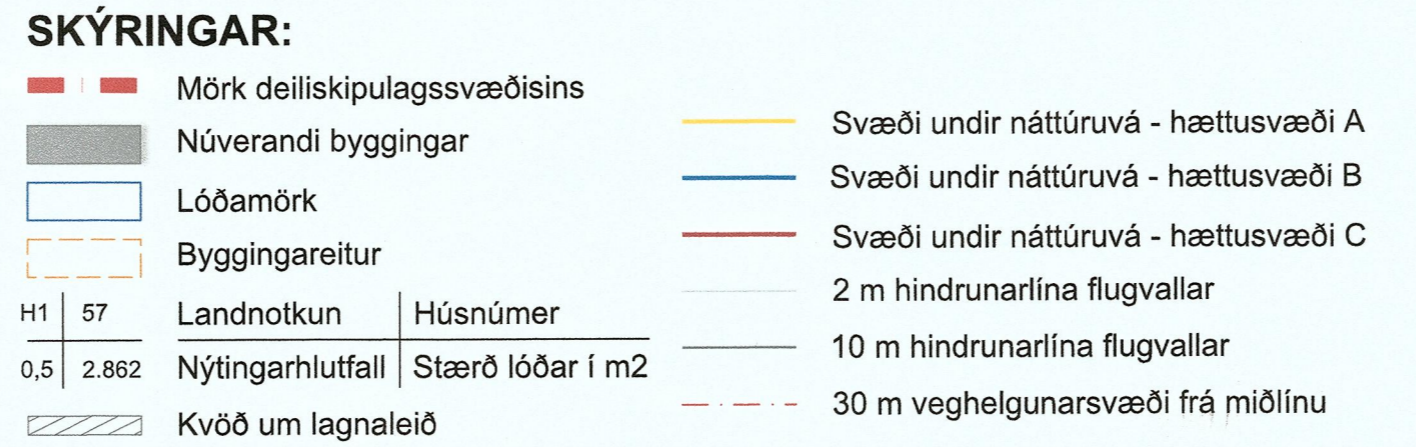 SKÝRINGAR:
Mörk deiliskipulagssvæðisins
Núverandi byggingar
Lóðamörk
Byggingareitur
H1 57 Landnotkun Húsnúmer
0,5 2.862 Nýtingarhlutfall Stærð lóðar í m2
Kvöð um lagnaleið
Svæði undir náttúruvá - hættusvæði A
Svæði undir náttúruvá - hættusvæði B
Svæði undir náttúruvá - hættusvæði C
2 m hindrunarlína flugvallar
10 m hindrunarlína flugvallar
30 m veghelgunarsvæði frá miðlínu